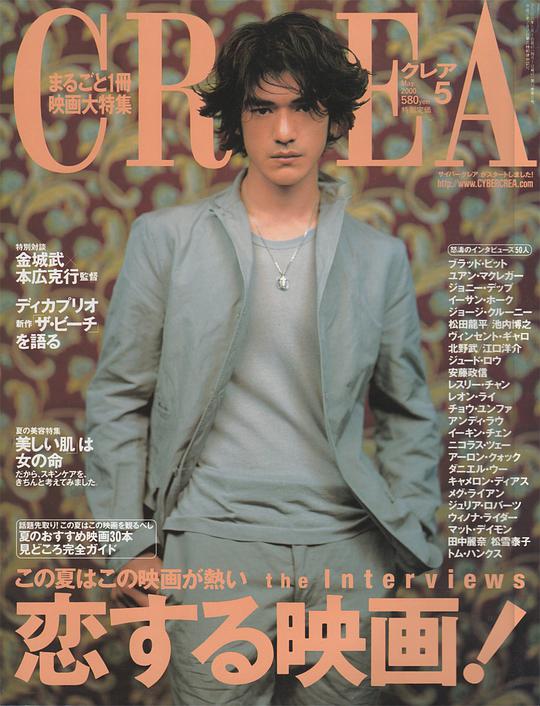 CREA
まるごと1冊
映画大特集
クレア
May
2000
5
580yen
特別定価
サイバークレア がスタートしました!
http://www.CYBERCREA.com
特別対談
金城武×
本広克行監督
ディカプリオ
新作「ザ・ビーチ」
を語る
夏の美容特集
「美しい肌」は
女の命
だから、スキンケアを、
きちんと考えてみました
話題先取り!この夏はこの映画を観るべし
夏のおすすめ映画30本
見どころ完全ガイド
怒濤のインタビューズ50人
ブラッド・ピット
ユアン・マクレガー
ジョニー・デップ
イーサン・ホーク
ジョージ・クルーニー
松田龍平 池内博之
ヴィンセント・ギャロ
北野武/江口洋介
ジュード・ロウ
安藤政信
レスリー・チャン
レオン・ライ
チョウ・ユンファ
アンディ・ラウ
イーキン・チェン
ニコラス・ツェー
アーロン・クォック
ダニエル・ウー
キャメロン・ディアス
メグ・ライアン
ジュリア・ロバーツ
ウィノナ・ライダー
マット・デイモン
田中麗奈 松雪泰子
トム・ハンクス
この夏はこの映画が熱い the Interviews
恋する映画!